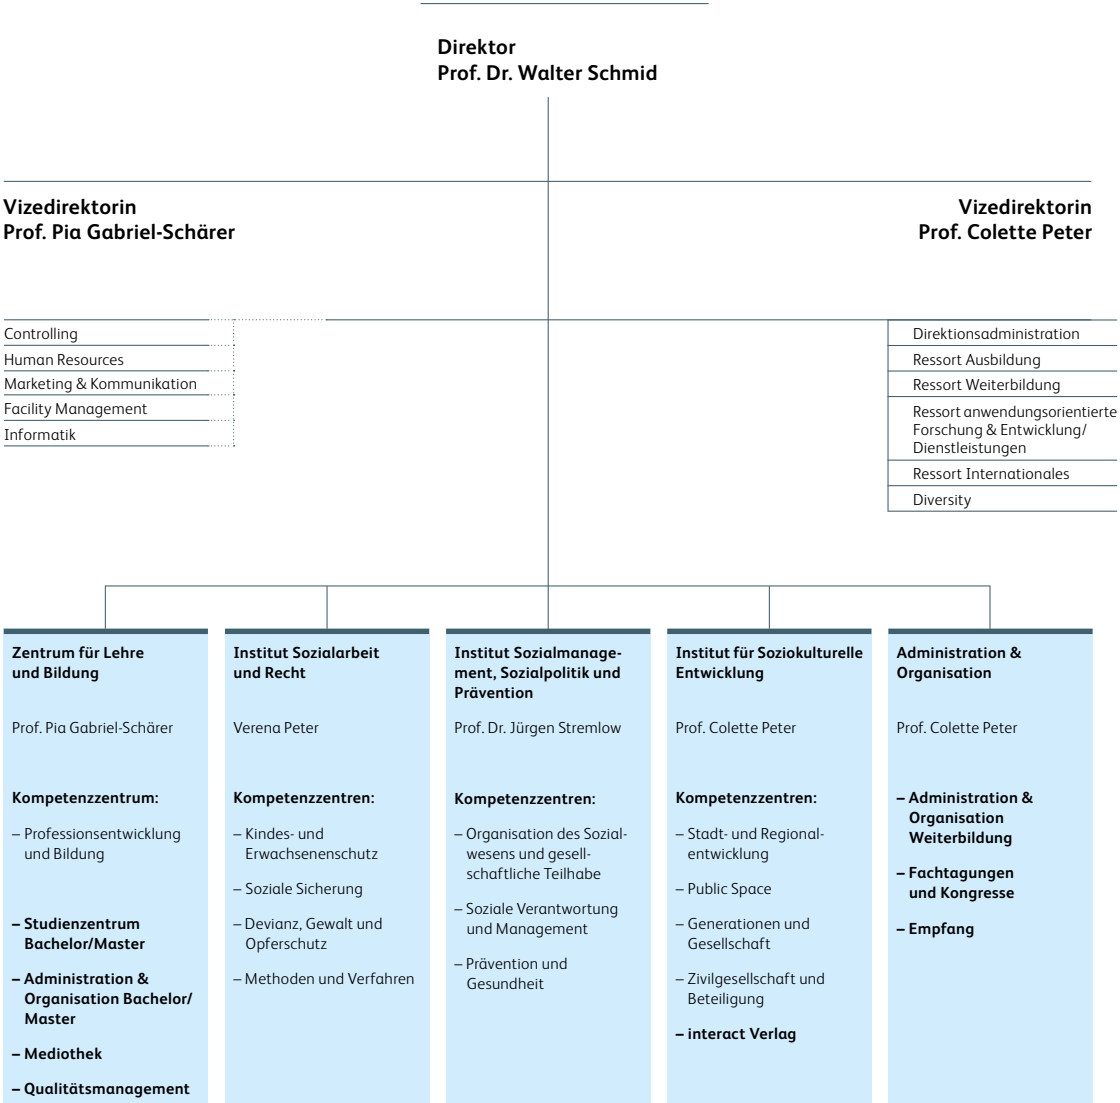 Direktor
Prof. Dr. Walter Schmid
Vizedirektorin
Prof. Pia Gabriel-Schärer
Vizedirektorin
Prof. Colette Peter
Controlling
Human Resources
Marketing & Kommunikation
Facility Management
Informatik
Direktionsadministration
Ressort Ausbildung
Ressort Weiterbildung
Ressort anwendungsorientierte
Forschung & Entwicklung/
Dienstleistungen
Ressort Internationales
Diversity
Zentrum für Lehre
und Bildung
Prof. Pia Gabriel-Schärer
Kompetenzzentrum:
– Professionsentwicklung
und Bildung
– Studienzentrum
Bachelor/Master
– Administration &
Organisation Bachelor/
Master
– Mediothek
– Qualitätsmanagement
Institut Sozialarbeit
und Recht
Verena Peter
Kompetenzzentren:
– Kindes- und
Erwachsenenschutz
– Soziale Sicherung
– Devianz, Gewalt und
Opferschutz
– Methoden und Verfahren
Institut Sozialmanage-
ment, Sozialpolitik und
Prävention
Prof. Dr. Jürgen Stremlow
Kompetenzzentren:
– Organisation des Sozial-
wesens und gesell-
schaftliche Teilhabe
– Soziale Verantwortung
und Management
– Prävention und
Gesundheit
Institut für Soziokulturelle
Entwicklung
Prof. Colette Peter
Kompetenzzentren:
– Stadt- und Regional-
entwicklung
– Public Space
– Generationen und
Gesellschaft
– Zivilgesellschaft und
Beteiligung
– interact Verlag
Administration &
Organisation
Prof. Colette Peter
– Administration &
Organisation
Weiterbildung
– Fachtagungen
und Kongresse
– Empfang